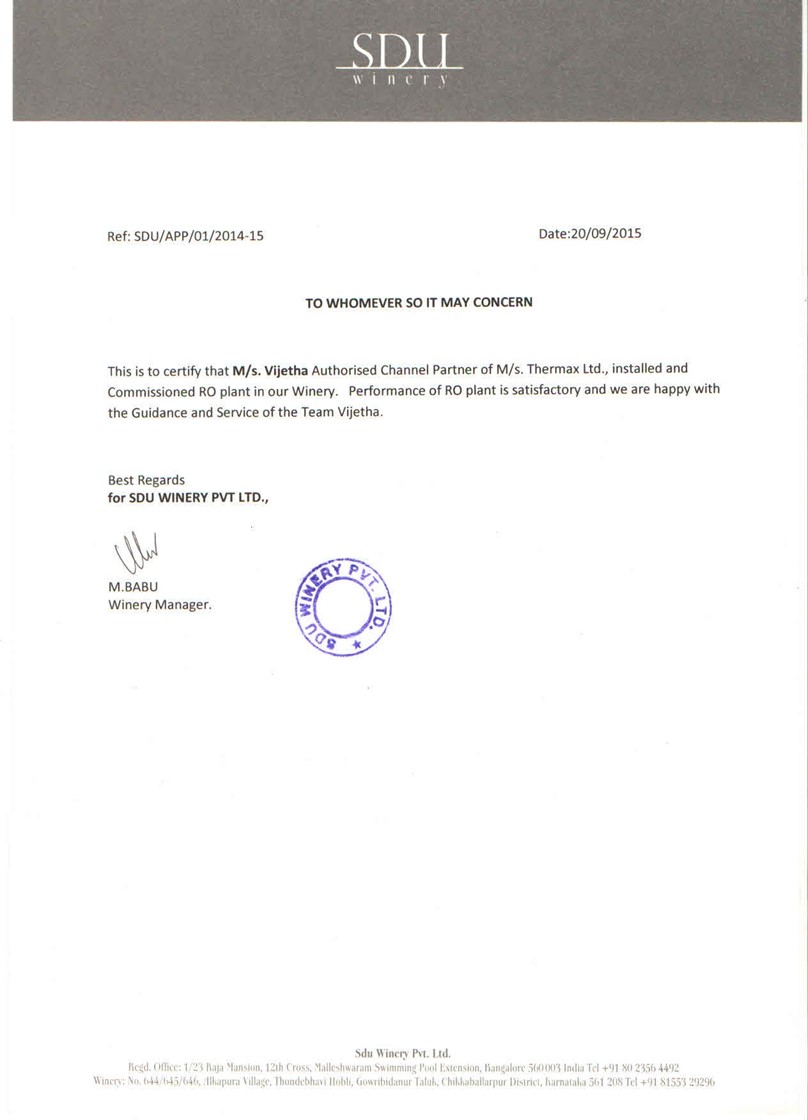 SDU
winery
Ref: SDU/APP/01/2014-15
Date:20/09/2015
TO WHOMEVER SO IT MAY CONCERN
This is to certify that M/s. Vijetha Authorised Channel Partner of M/s. Thermax Ltd., installed and
Commissioned RO plant in our Winery. Performance of RO plant is satisfactory and we are happy with
the Guidance and Service of the Team Vijetha.
Best Regards
for SDU WINERY PVT LTD.,
M.BABU
Winery Manager.
SDU WINERY PVT. LTD.
Sdu Winery Pvt. Ltd.
Regd. Office: 1/23 Raja Mansion, 12th Cross, Malleshwaram Swimming Pool Extension, Bangalore 560 003 India Tel +91 80 2356 4492
Winery: No. 644/645/646, Alkapura Village, Thondebhavi Hobli, Gowribidanur Taluk, Chikkaballarpur District, Karnataka 561 208 Tel +91 81553 29296